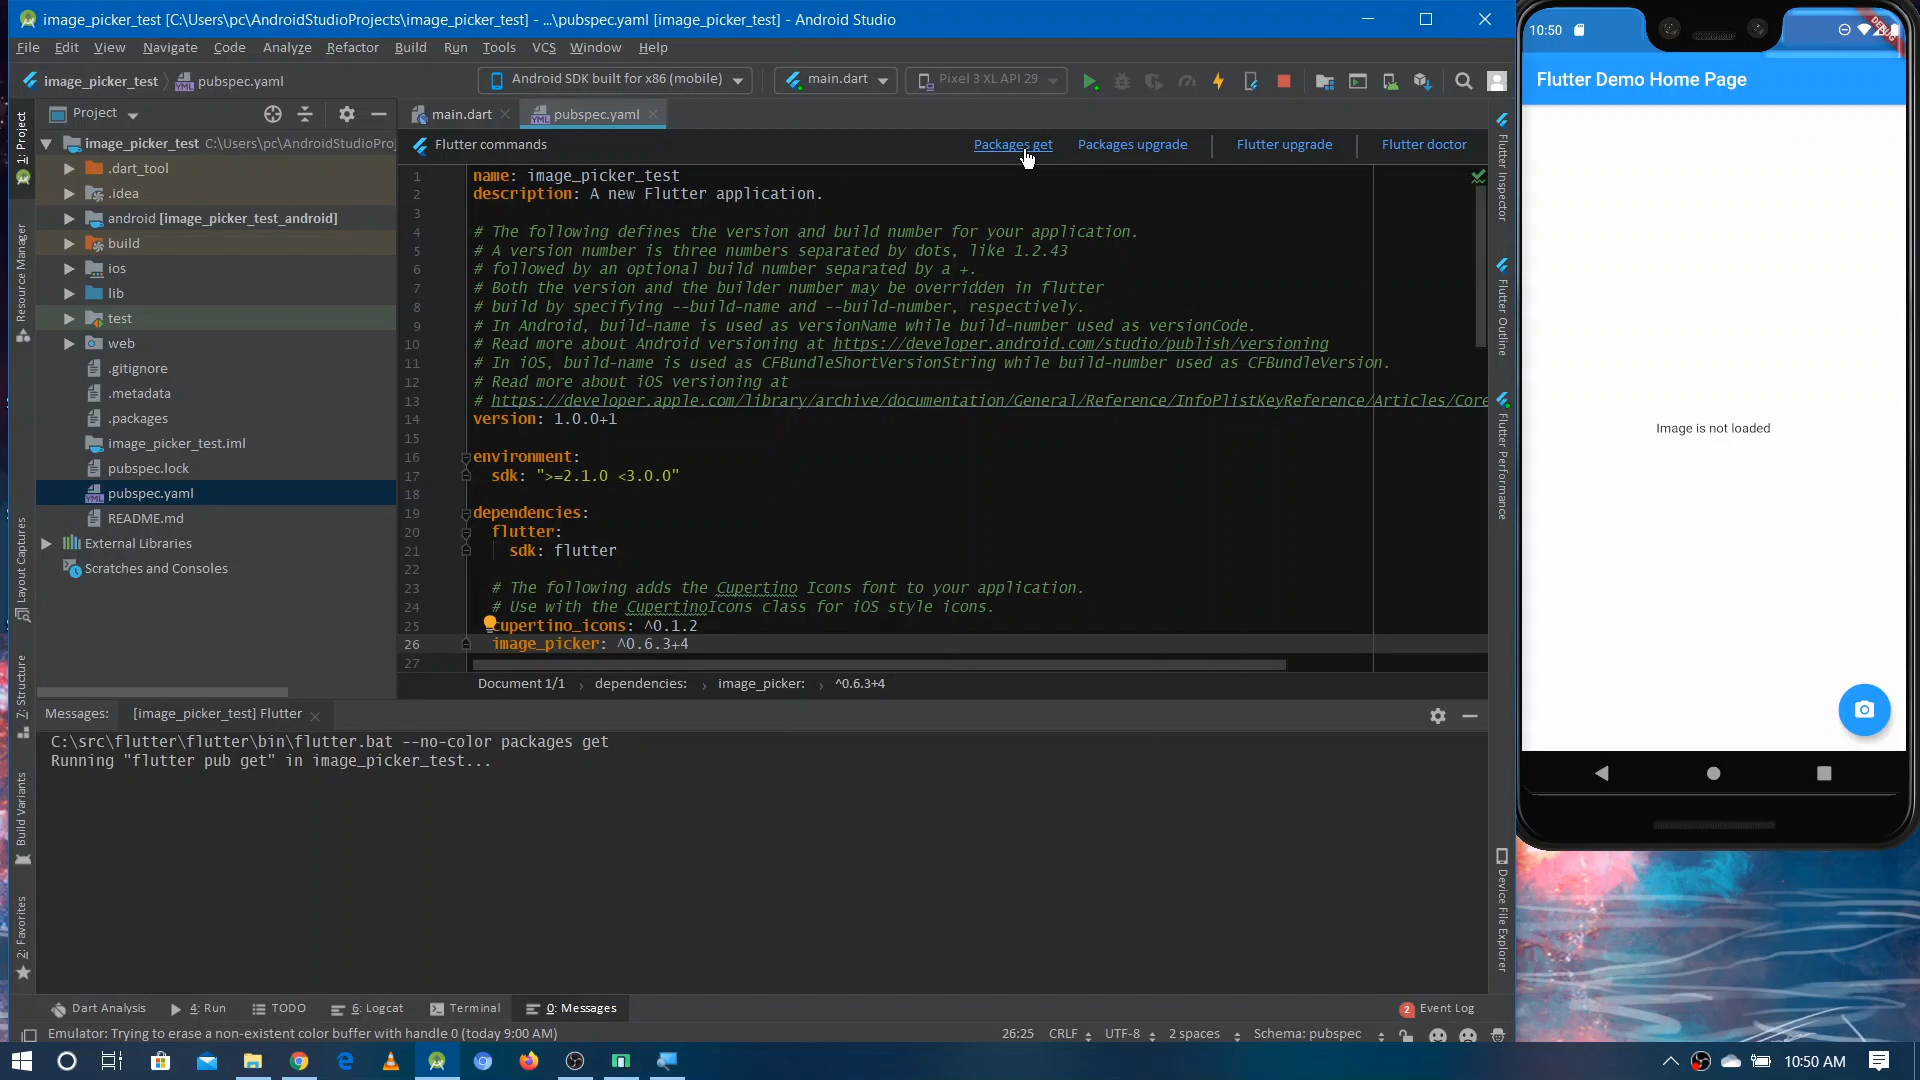 image_picker_test [C:\Users\pc\AndroidStudioProjects\image_picker_test] - ...\pubspec.yaml [image_picker_test] - Android Studio
File Edit View Navigate Code Analyze Refactor Build Run Tools VCS Window Help
image_picker_test pubspec.yaml
Android SDK built for x86 (mobile)
main.dart
Pixel 3 XL API 29
1: Project
Resource Manager
Layout Captures
7: Structure
Build Variants
2: Favorites
Project
image_picker_test C:\Users\pc\AndroidStudioProj
.dart_tool
.idea
android [image_picker_test_android]
build
ios
lib
test
web
.gitignore
.metadata
.packages
image_picker_test.iml
pubspec.lock
pubspec.yaml
README.md
External Libraries
Scratches and Consoles
main.dart pubspec.yaml
Flutter commands Packages get Packages upgrade Flutter upgrade Flutter doctor
1 name: image_picker_test
2 description: A new Flutter application.
3
4 # The following defines the version and build number for your application.
5 # A version number is three numbers separated by dots, like 1.2.43
6 # followed by an optional build number separated by a +.
7 # Both the version and the builder number may be overridden in flutter
8 # build by specifying --build-name and --build-number, respectively.
9 # In Android, build-name is used as versionName while build-number used as versionCode.
10 # Read more about Android versioning at https://developer.android.com/studio/publish/versioning
11 # In iOS, build-name is used as CFBundleShortVersionString while build-number used as CFBundleVersion.
12 # Read more about iOS versioning at
13 # https://developer.apple.com/library/archive/documentation/General/Reference/InfoPlistKeyReference/Articles/Core
14 version: 1.0.0+1
15
16 environment:
17 sdk: ">=2.1.0 <3.0.0"
18
19 dependencies:
20 flutter:
21 sdk: flutter
22
23 # The following adds the Cupertino Icons font to your application.
24 # Use with the CupertinoIcons class for iOS style icons.
25 cupertino_icons: ^0.1.2
26 image_picker: ^0.6.3+4
27
Document 1/1 dependencies: image_picker: ^0.6.3+4
Flutter Inspector
Flutter Outline
Flutter Performance
Device File Explorer
Messages: [image_picker_test] Flutter
C:\src\flutter\flutter\bin\flutter.bat --no-color packages get
Running "flutter pub get" in image_picker_test...
Dart Analysis 4: Run TODO 6: Logcat Terminal 0: Messages 2 Event Log
Emulator: Trying to erase a non-existent color buffer with handle 0 (today 9:00 AM) 26:25 CRLF UTF-8 2 spaces Schema: pubspec
10:50
DEBUG
Flutter Demo Home Page
Image is not loaded
10:50 AM